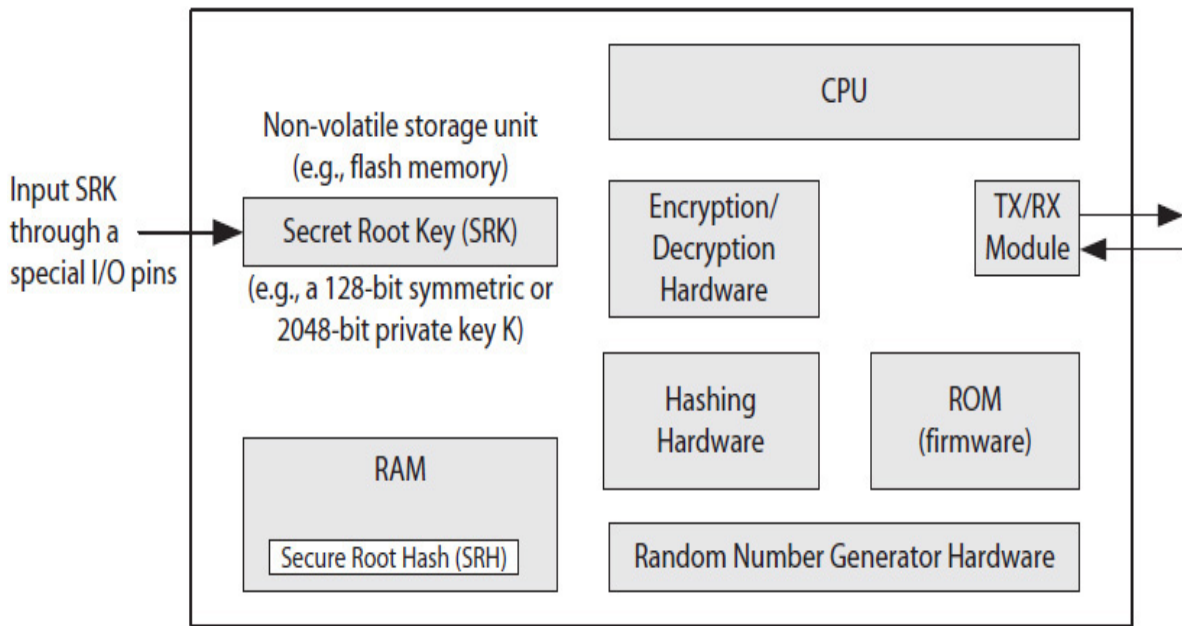 Input SRK
through a
special I/O pins
Non-volatile storage unit
(e.g., flash memory)
Secret Root Key (SRK)
(e.g., a 128-bit symmetric or
2048-bit private key K)
RAM
Secure Root Hash (SRH)
CPU
Encryption/
Decryption
Hardware
TX/RX
Module
Hashing
Hardware
ROM
(firmware)
Random Number Generator Hardware